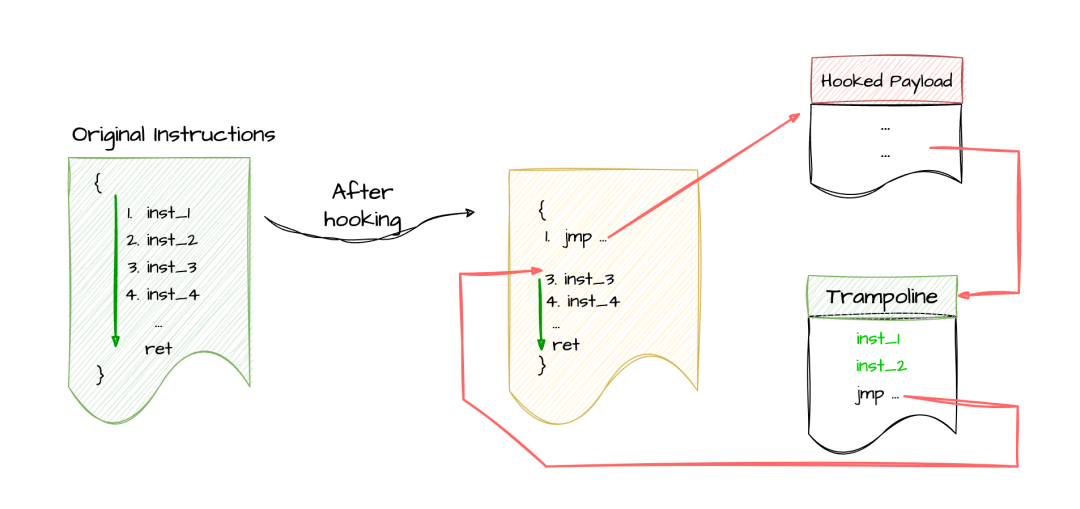 Original Instructions
{
1. inst_1
2. inst_2
3. inst_3
4. inst_4
...
ret
}
After
hooking
{
1. jmp ...
3. inst_3
4. inst_4
...
ret
}
Hooked Payload
...
...
Trampoline
inst_1
inst_2
jmp ...